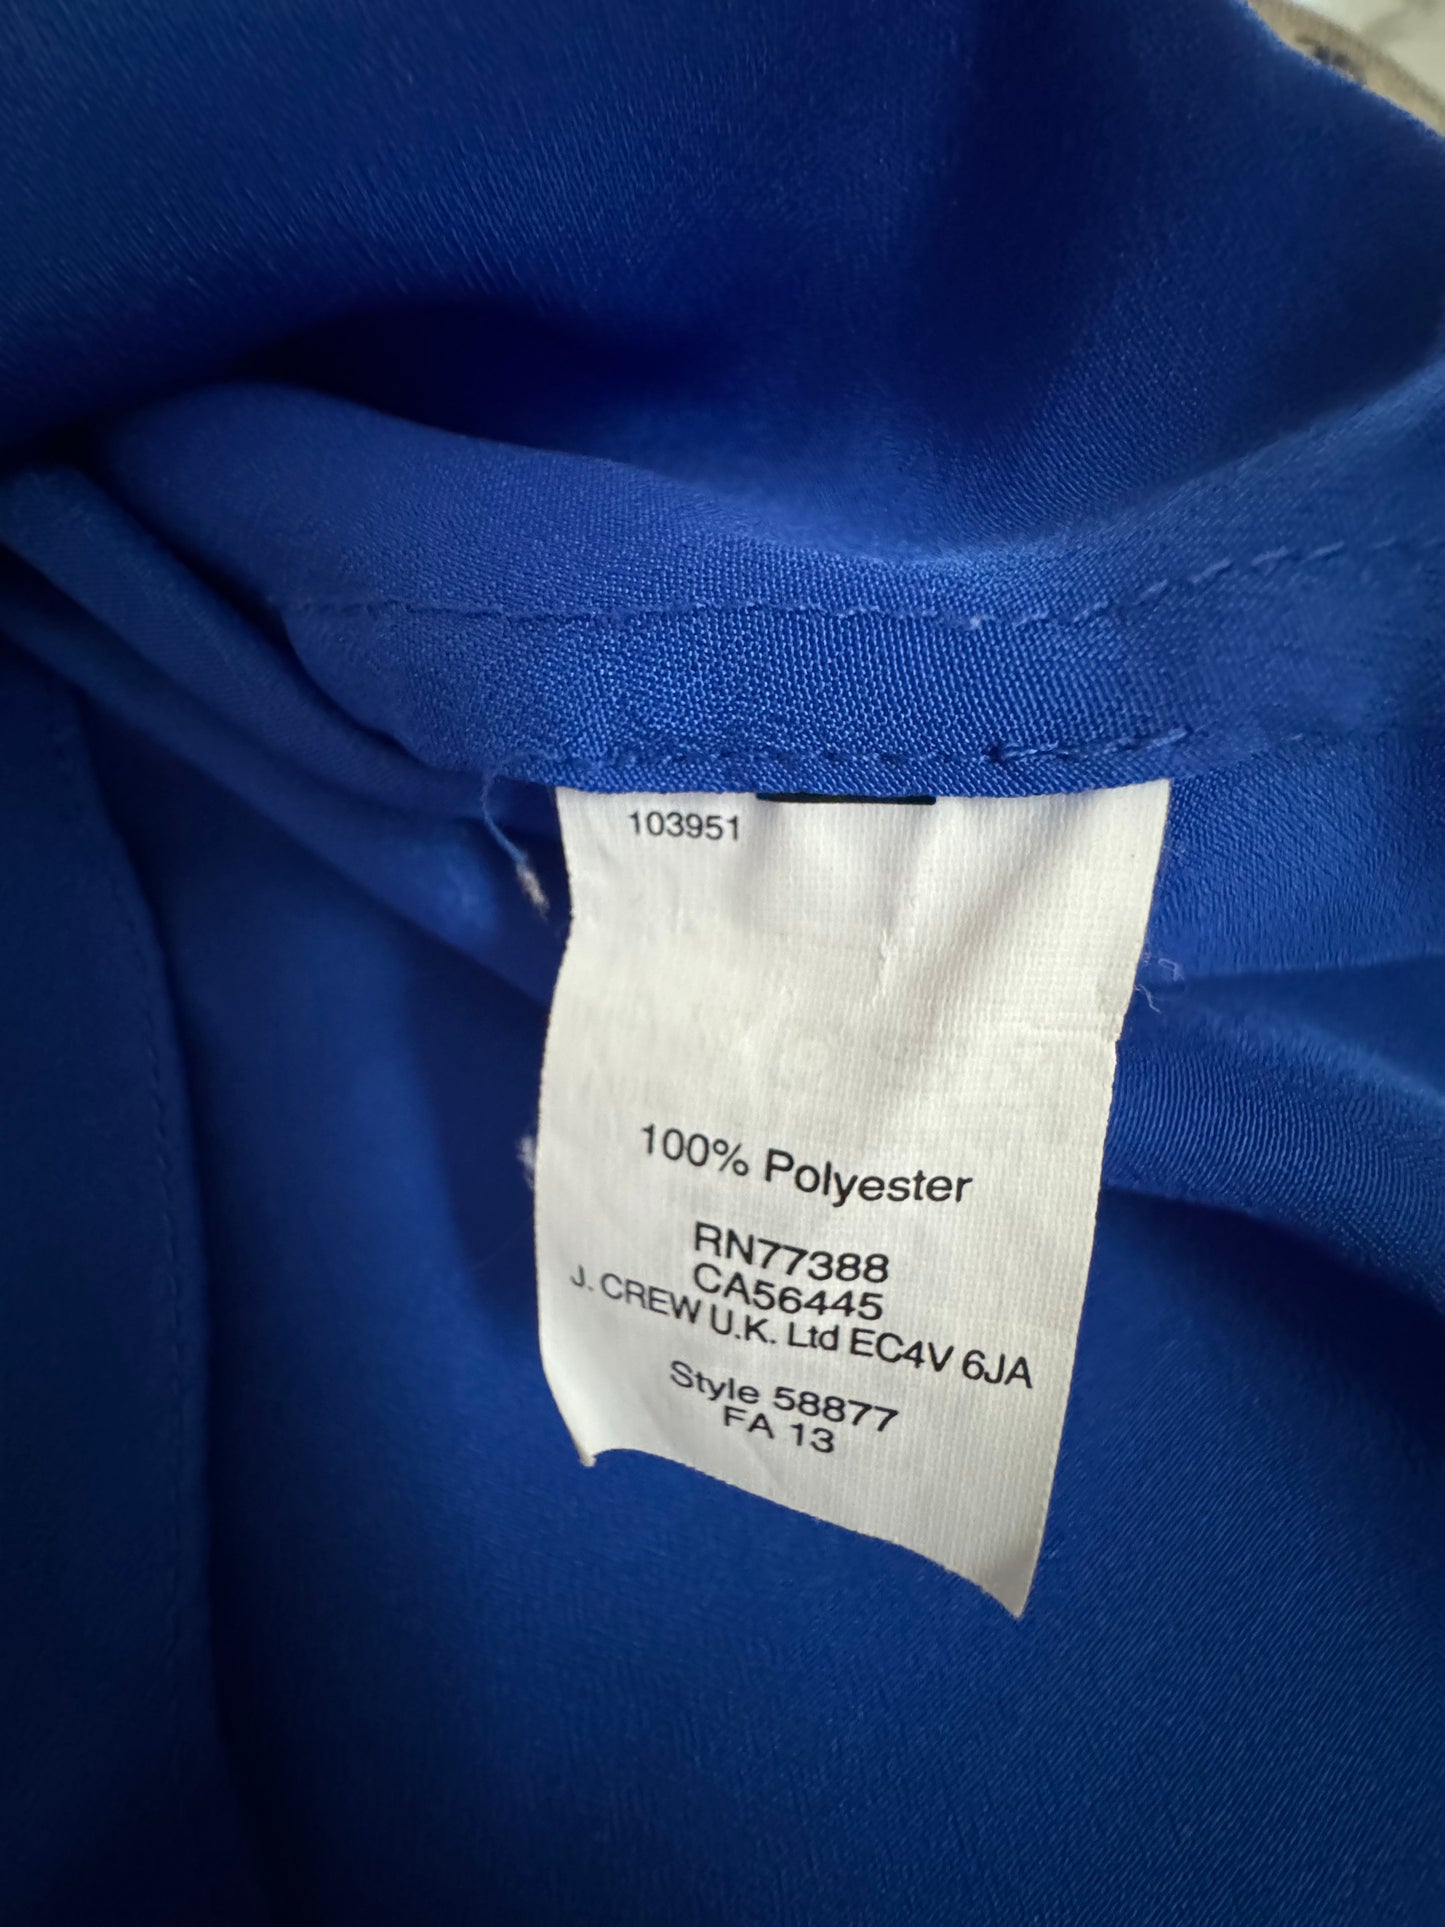 103951
100% Polyester
RN77388
CA56445
J. CREW U.K. Ltd EC4V 6JA
Style 58877
FA 13